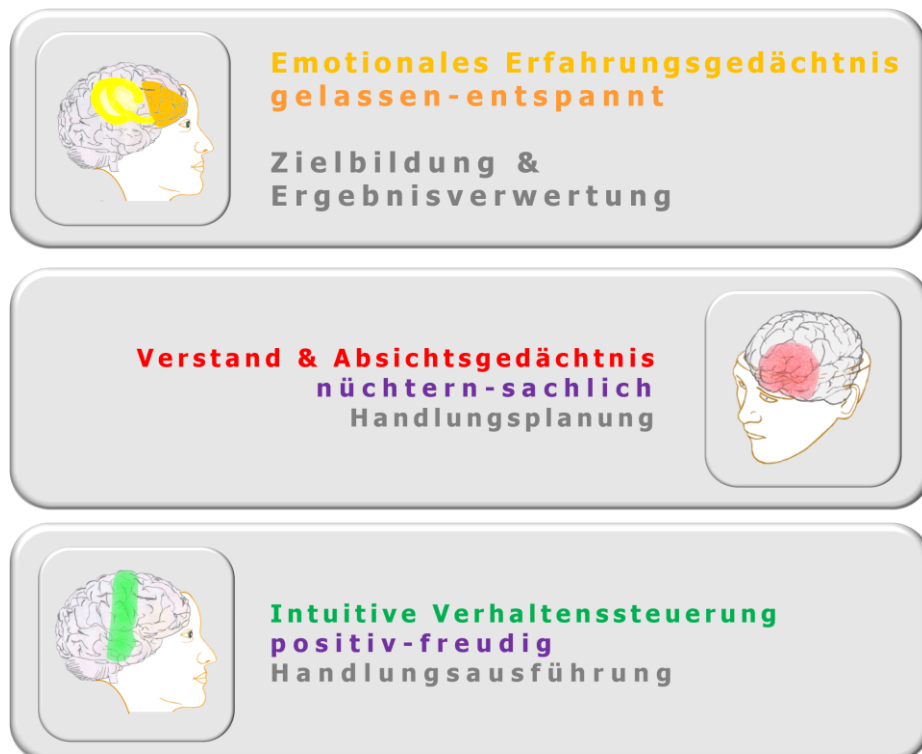 Emotionales Erfahrungsgedächtnis
gelassen-entspannt
Zielbildung &
Ergebnisverwertung
Verstand & Absichtsgedächtnis
nüchtern-sachlich
Handlungsplanung
Intuitive Verhaltenssteuerung
positiv-freudig
Handlungsausführung